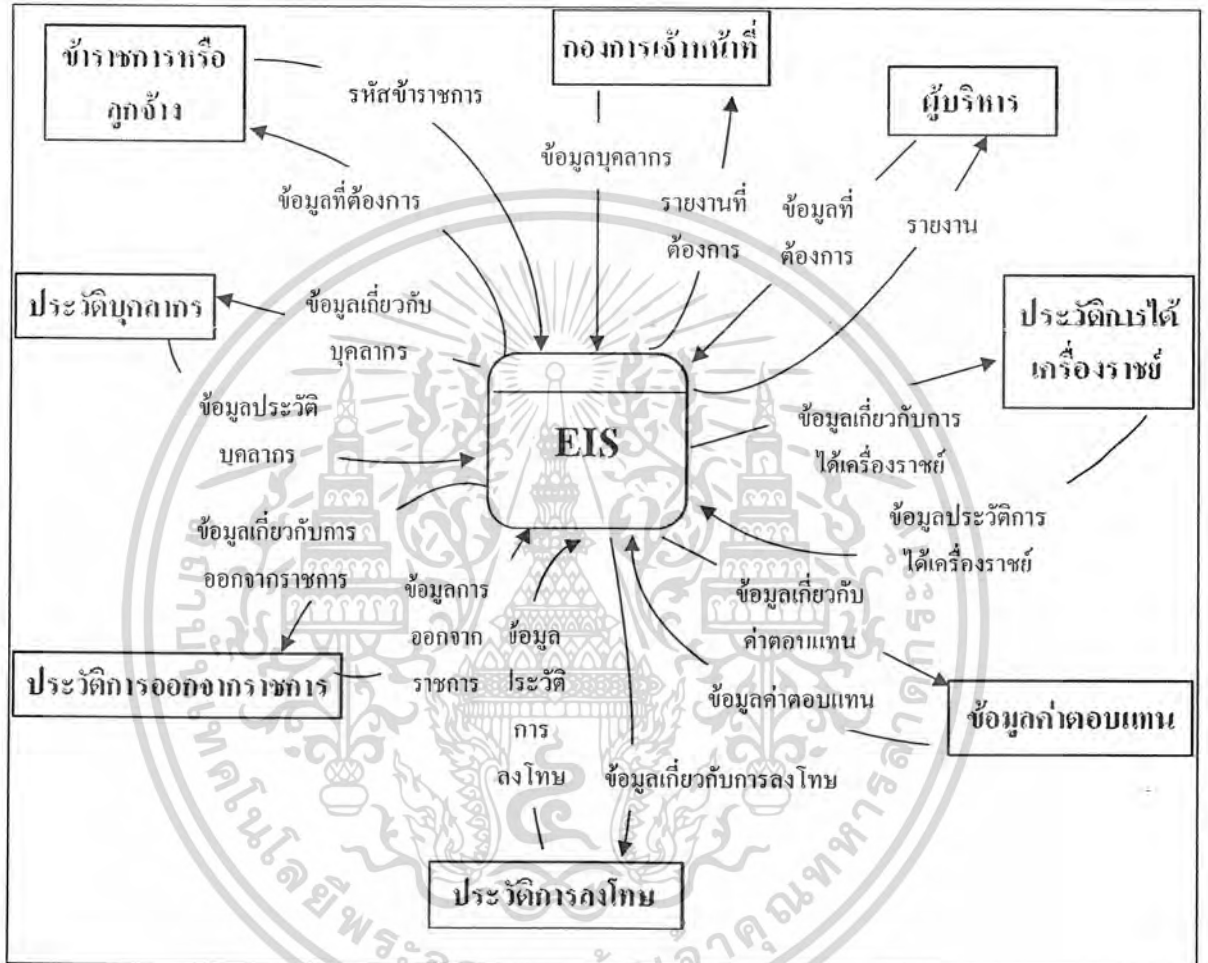 ข้าราชการหรือ
ลูกจ้าง
รหัสข้าราชการ
ข้อมูลที่ต้องการ
กองการเจ้าหน้าที่
ข้อมูลบุคลากร
รายงานที่
ต้องการ
ผู้บริหาร
ข้อมูลที่
ต้องการ
รายงาน
ประวัติบุคลากร
ข้อมูลเกี่ยวกับ
บุคลากร
ข้อมูลประวัติ
บุคลากร
EIS
ประวัติการได้
เครื่องราชย์
ข้อมูลเกี่ยวกับการ
ได้เครื่องราชย์
ข้อมูลประวัติการ
ได้เครื่องราชย์
ข้อมูลเกี่ยวกับการ
ออกจากราชการ
ประวัติการออกจากราชการ
ข้อมูลการ
ออกจาก
ราชการ
ข้อมูล
ประวัติ
การ
ลงโทษ
ข้อมูลเกี่ยวกับการลงโทษ
ประวัติการลงโทษ
ข้อมูลเกี่ยวกับ
ค่าตอบแทน
ข้อมูลค่าตอบแทน
ข้อมูลค่าตอบแทน